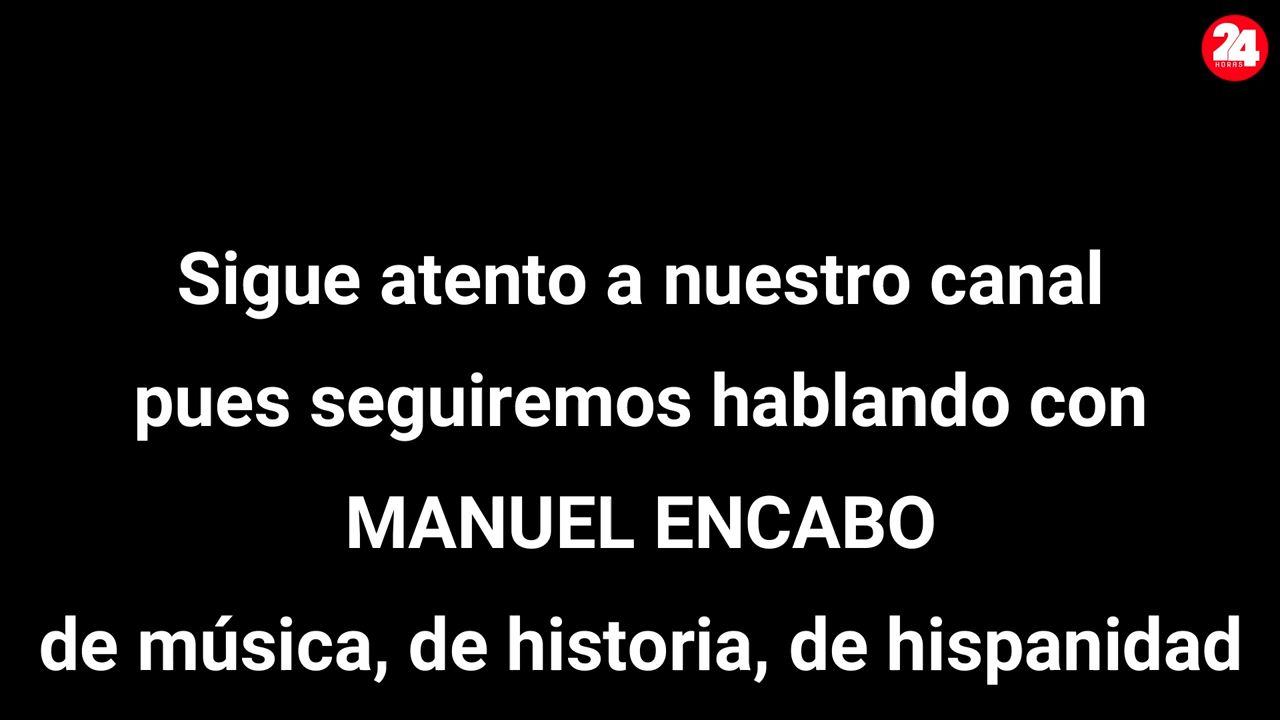 24
HORAS
Sigue atento a nuestro canal
pues seguiremos hablando con
MANUEL ENCABO
de música, de historia, de hispanidad